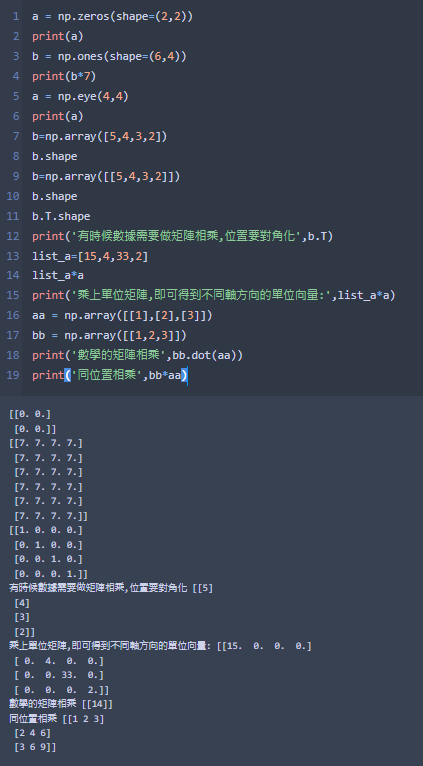 1 a = np.zeros(shape=(2,2))
2 print(a)
3 b = np.ones(shape=(6,4))
4 print(b*7)
5 a = np.eye(4,4)
6 print(a)
7 b=np.array([5,4,3,2])
8 b.shape
9 b=np.array([[5,4,3,2]])
10 b.shape
11 b.T.shape
12 print('有時候數據需要做矩陣相乘,位置要對角化',b.T)
13 list_a=[15,4,33,2]
14 list_a*a
15 print('乘上單位矩陣,即可得到不同軸方向的單位向量:',list_a*a)
16 aa = np.array([[1],[2],[3]])
17 bb = np.array([[1,2,3]])
18 print('數學的矩陣相乘',bb.dot(aa))
19 print('同位置相乘',bb*aa)
[[0. 0.]
 [0. 0.]]
[[7. 7. 7. 7.]
 [7. 7. 7. 7.]
 [7. 7. 7. 7.]
 [7. 7. 7. 7.]
 [7. 7. 7. 7.]
 [7. 7. 7. 7.]]
[[1. 0. 0. 0.]
 [0. 1. 0. 0.]
 [0. 0. 1. 0.]
 [0. 0. 0. 1.]]
有時候數據需要做矩陣相乘,位置要對角化 [[5]
 [4]
 [3]
 [2]]
乘上單位矩陣,即可得到不同軸方向的單位向量: [[15.  0.  0.  0.]
 [ 0.  4.  0.  0.]
 [ 0.  0. 33.  0.]
 [ 0.  0.  0.  2.]]
數學的矩陣相乘 [[14]]
同位置相乘 [[1 2 3]
 [2 4 6]
 [3 6 9]]